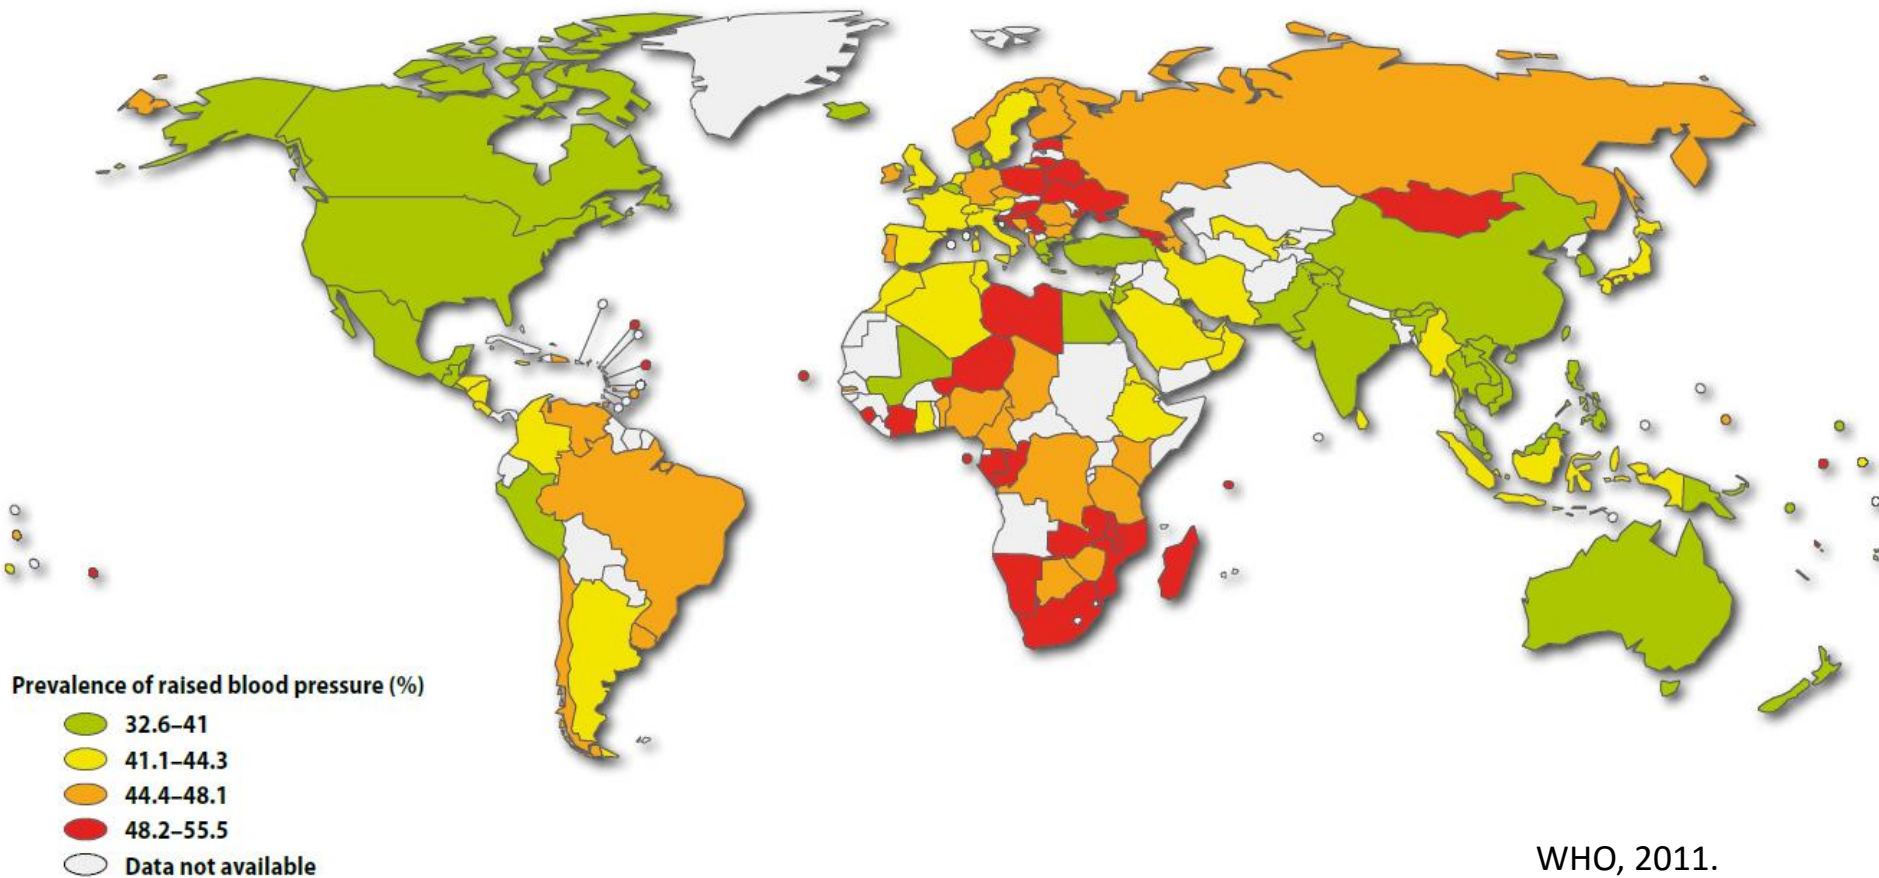 Prevalence of raised blood pressure (%)
32.6–41
41.1–44.3
44.4–48.1
48.2–55.5
Data not available
WHO, 2011.